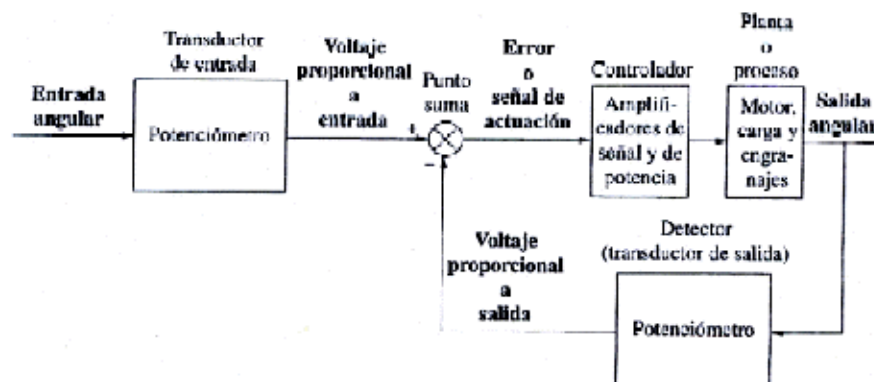 Transductor
de entrada
Entrada
angular
Potenciómetro
Voltaje
proporcional
a
entrada
Punto
suma
+
−
Error
o
señal de
actuación
Controlador
Amplifi-
cadores de
señal y de
potencia
Planta
o
proceso
Motor,
carga y
engra-
najes
Salida
angular
Voltaje
proporcional
a
salida
Detector
(transductor de salida)
Potenciómetro